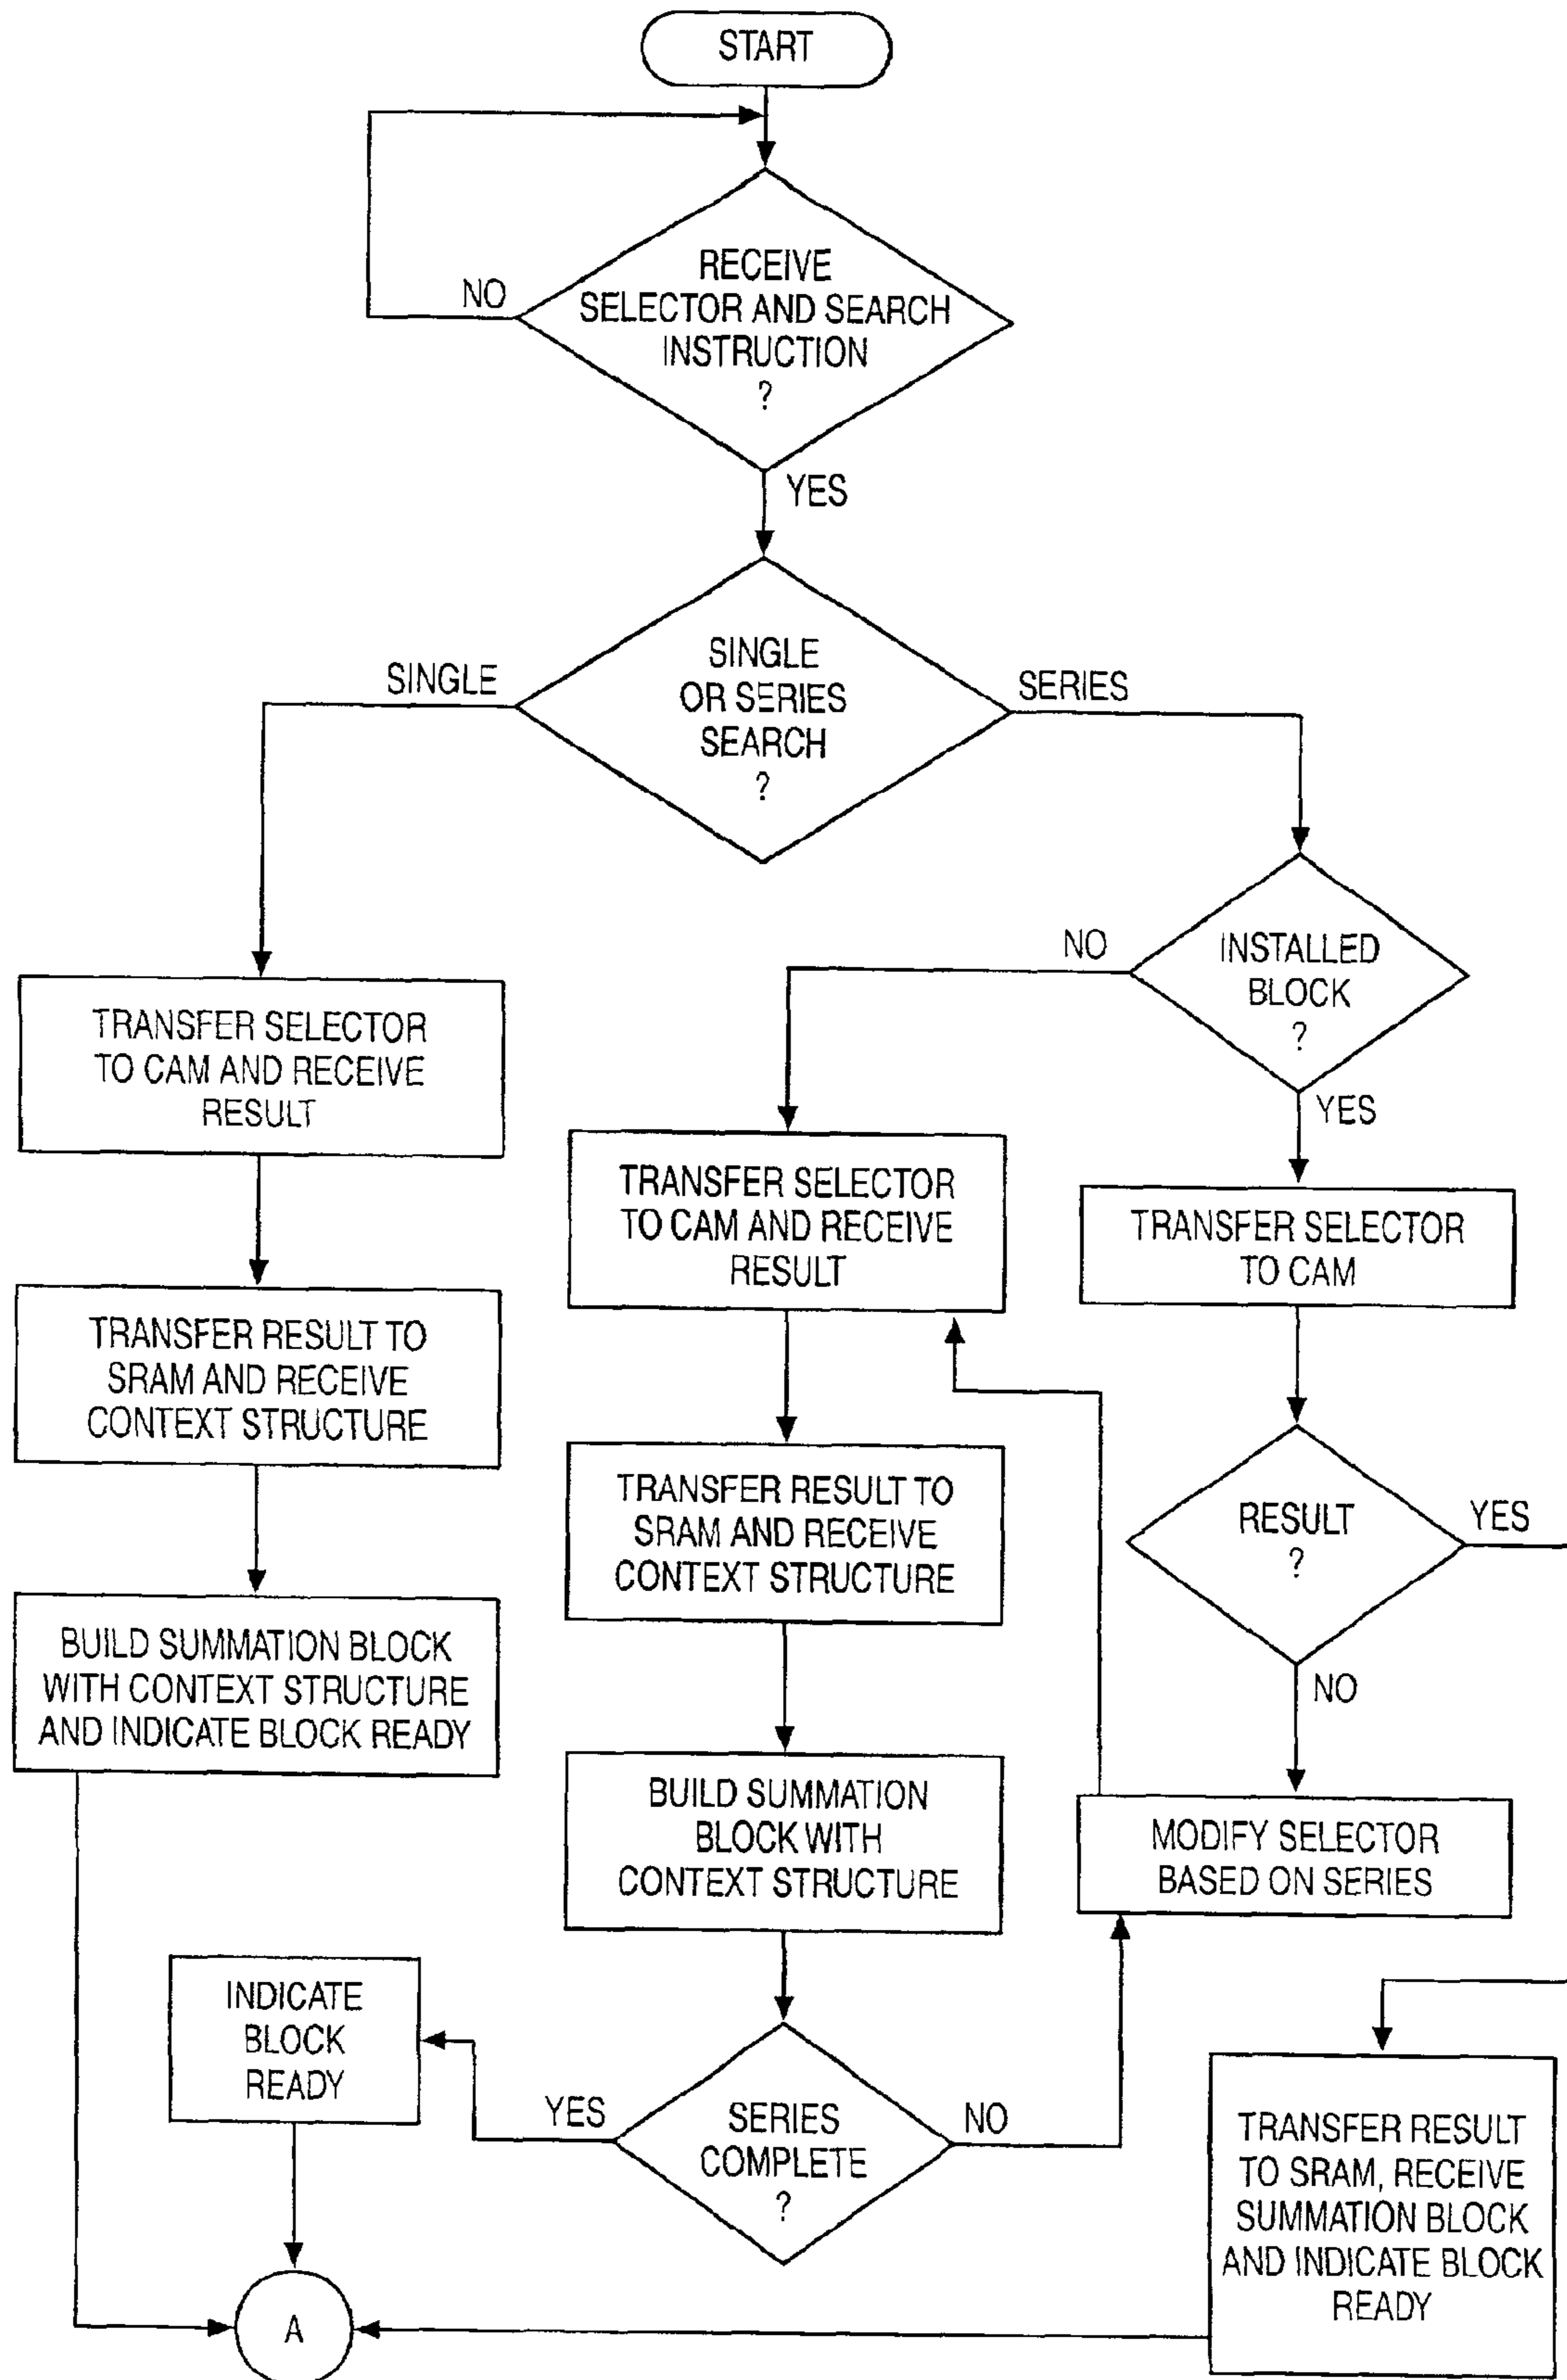 START
NO
RECEIVE
SELECTOR AND SEARCH
INSTRUCTION
?
YES
SINGLE
SINGLE
OR SERIES
SEARCH
?
SERIES
NO
INSTALLED
BLOCK
?
YES
TRANSFER SELECTOR
TO CAM AND RECEIVE
RESULT
TRANSFER SELECTOR
TO CAM AND RECEIVE
RESULT
TRANSFER SELECTOR
TO CAM
TRANSFER RESULT TO
SRAM AND RECEIVE
CONTEXT STRUCTURE
TRANSFER RESULT TO
SRAM AND RECEIVE
CONTEXT STRUCTURE
RESULT
?
YES
NO
BUILD SUMMATION BLOCK
WITH CONTEXT STRUCTURE
AND INDICATE BLOCK READY
BUILD SUMMATION
BLOCK WITH
CONTEXT STRUCTURE
MODIFY SELECTOR
BASED ON SERIES
INDICATE
BLOCK
READY
YES
SERIES
COMPLETE
?
NO
TRANSFER RESULT
TO SRAM, RECEIVE
SUMMATION BLOCK
AND INDICATE BLOCK
READY
A